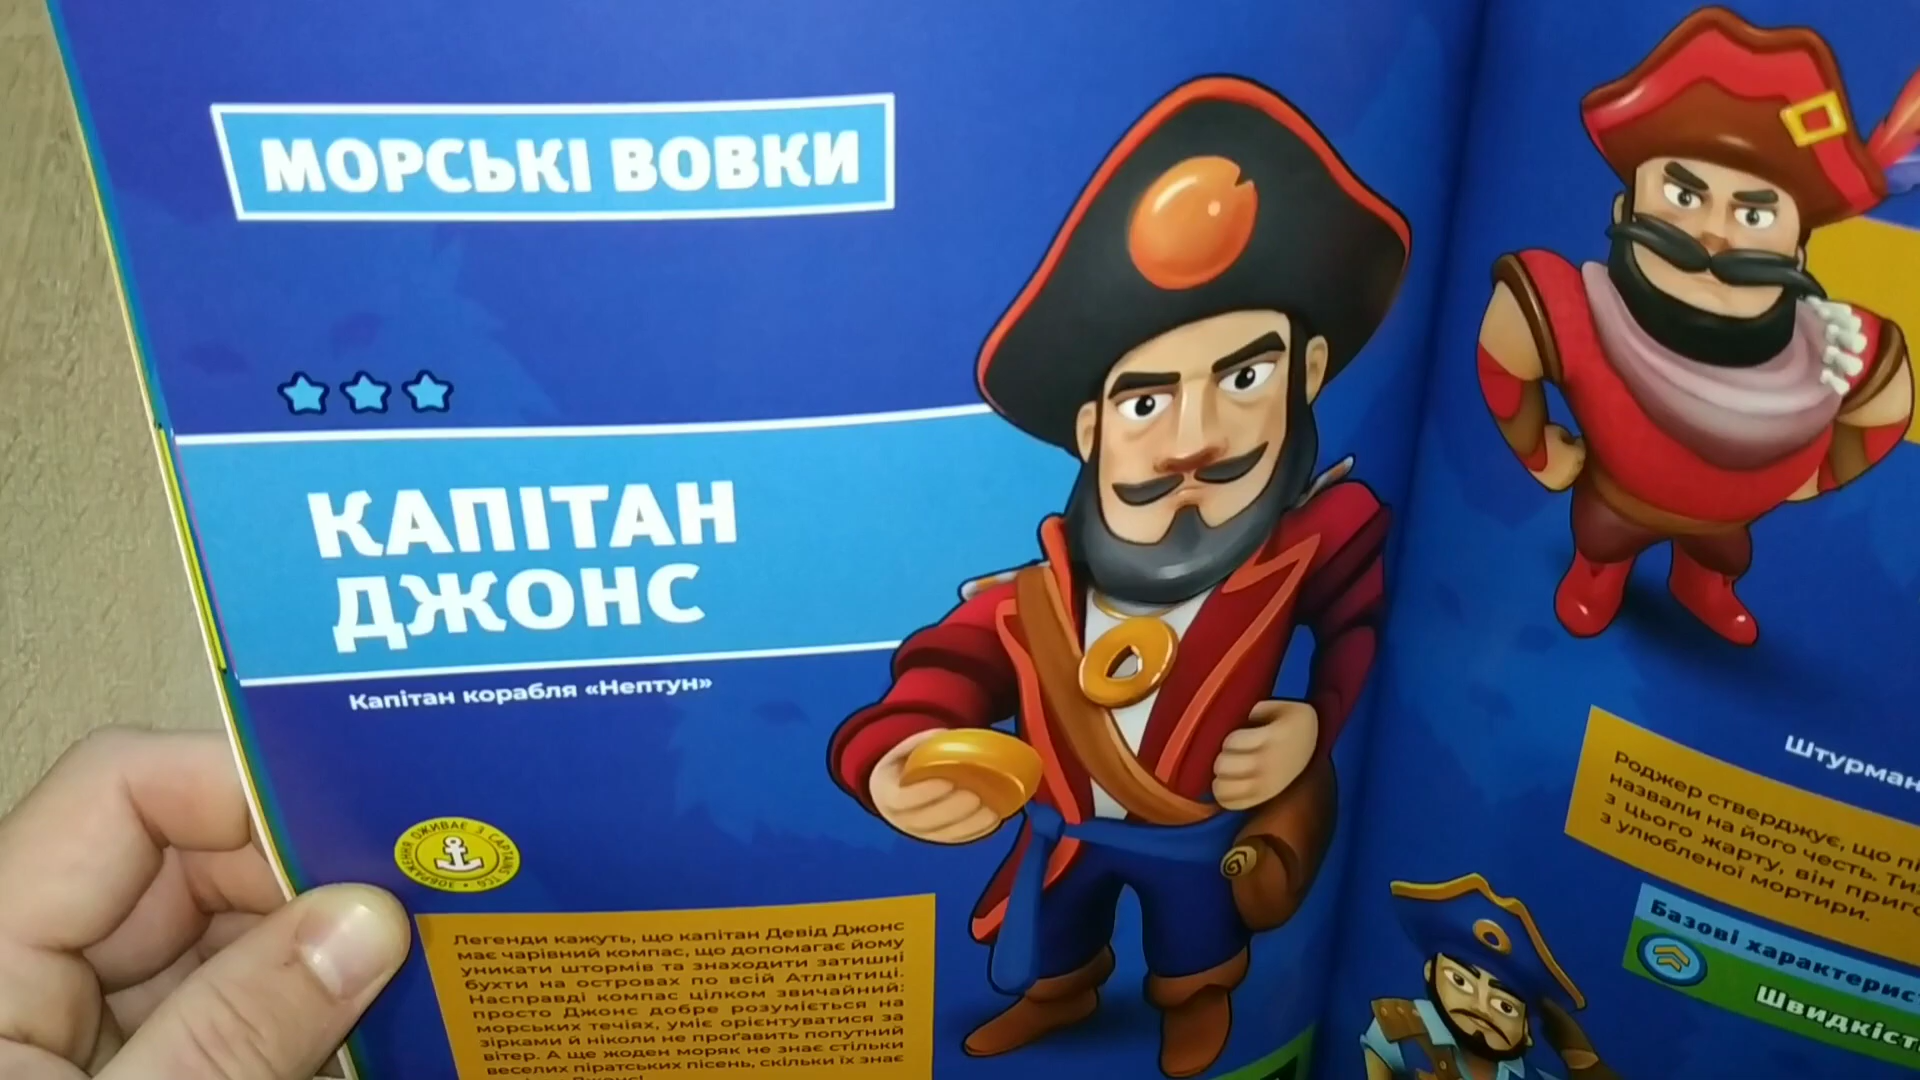 МОРСЬКІ ВОВКИ
КАПІТАН
ДЖОНС
Капітан корабля «Нептун»
ЗОБРАЖЕННЯ ОЖИВАЄ З CAPTAINS TCG
Легенди кажуть, що капітан Девід Джонс
має чарівний компас, що допомагає йому
уникати штормів та знаходити затишні
бухти на островах по всій Атлантиці.
Насправді компас цілком звичайний:
просто Джонс добре розуміється на
морських течіях, уміє орієнтуватися за
зірками й ніколи не проґавить попутний
вітер. А ще жоден моряк не знає стільки
веселих піратських пісень, скільки їх знає
Штурман
Роджер стверджує, що
назвали на його честь.
з цього жарту, він
з улюбленої мортири.
Базові